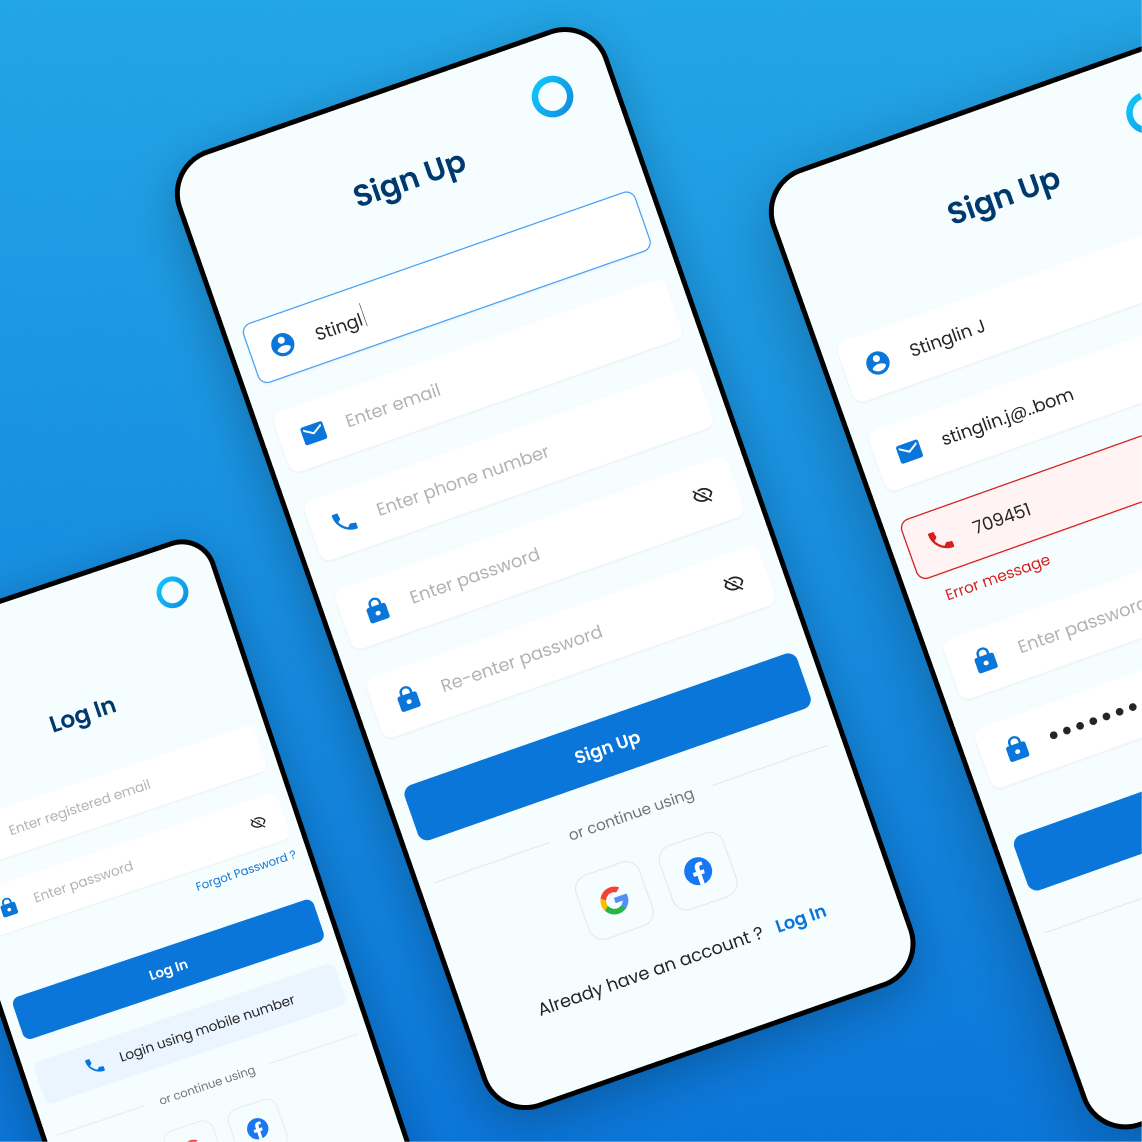 Log In
Enter registered email
Enter password
Forgot Password ?
Log In
Login using mobile number
or continue using
Sign Up
Stingl
Enter email
Enter phone number
Enter password
Re-enter password
Sign Up
or continue using
Already have an account ? Log In
Sign Up
Stinglin J
stinglin.j@..bom
709451
Error message
Enter password